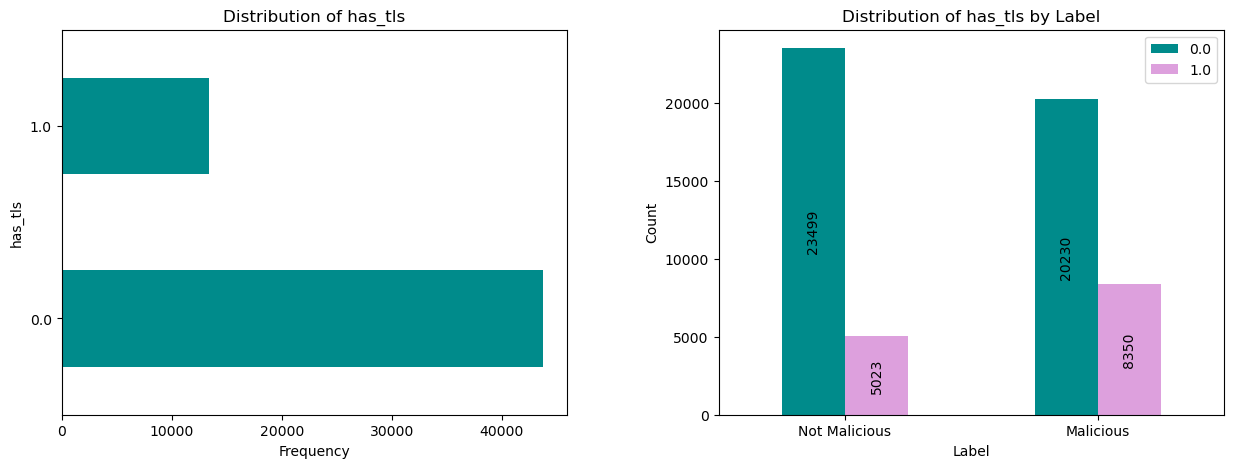 Distribution of has_tls
has_tls
1.0
0.0
0
10000
20000
30000
40000
Frequency
Distribution of has_tls by Label
0.0
1.0
Count
20000
15000
10000
5000
0
23499
5023
20230
8350
Not Malicious
Malicious
Label